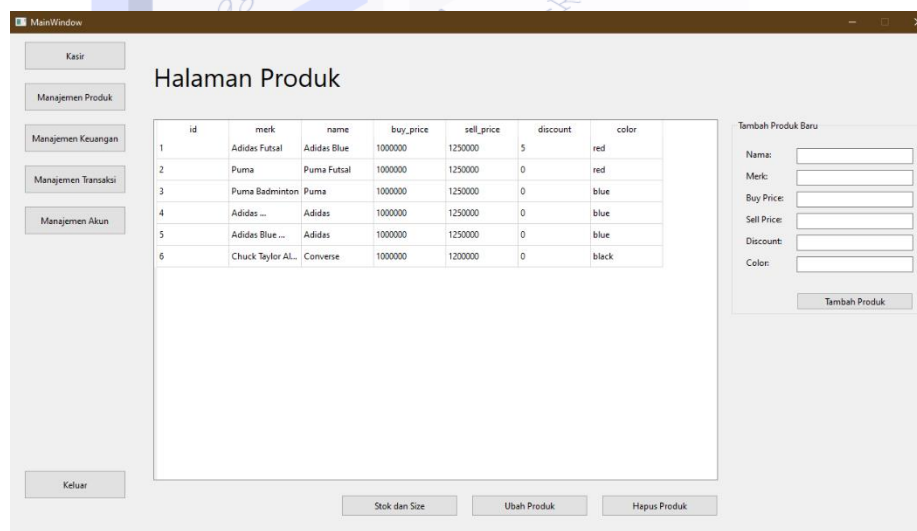 MainWindow
Kasir
Manajemen Produk
Manajemen Keuangan
Manajemen Transaksi
Manajemen Akun
Keluar
Halaman Produk
id merk name buy_price sell_price discount color
1 Adidas Futsal Adidas Blue 1000000 1250000 5 red
2 Puma Puma Futsal 1000000 1250000 0 red
3 Puma Badminton Puma 1000000 1250000 0 blue
4 Adidas ... Adidas 1000000 1250000 0 blue
5 Adidas Blue ... Adidas 1000000 1250000 0 blue
6 Chuck Taylor Al... Converse 1000000 1200000 0 black
Stok dan Size Ubah Produk Hapus Produk
Tambah Produk Baru
Nama:
Merk:
Buy Price:
Sell Price:
Discount:
Color:
Tambah Produk